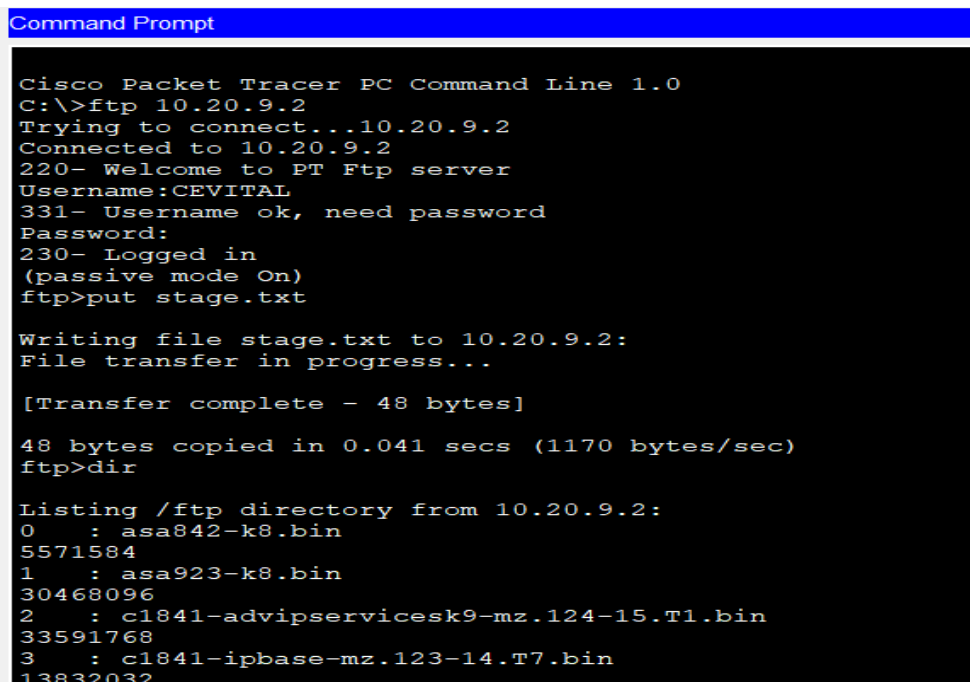 Command Prompt
Cisco Packet Tracer PC Command Line 1.0
C:\>ftp 10.20.9.2
Trying to connect...10.20.9.2
Connected to 10.20.9.2
220- Welcome to PT Ftp server
Username:CEVITAL
331- Username ok, need password
Password:
230- Logged in
(passive mode On)
ftp>put stage.txt
Writing file stage.txt to 10.20.9.2:
File transfer in progress...
[Transfer complete - 48 bytes]
48 bytes copied in 0.041 secs (1170 bytes/sec)
ftp>dir
Listing /ftp directory from 10.20.9.2:
0   : asa842-k8.bin
5571584
1   : asa923-k8.bin
30468096
2   : c1841-advipservicesk9-mz.124-15.T1.bin
33591768
3   : c1841-ipbase-mz.123-14.T7.bin
13832032